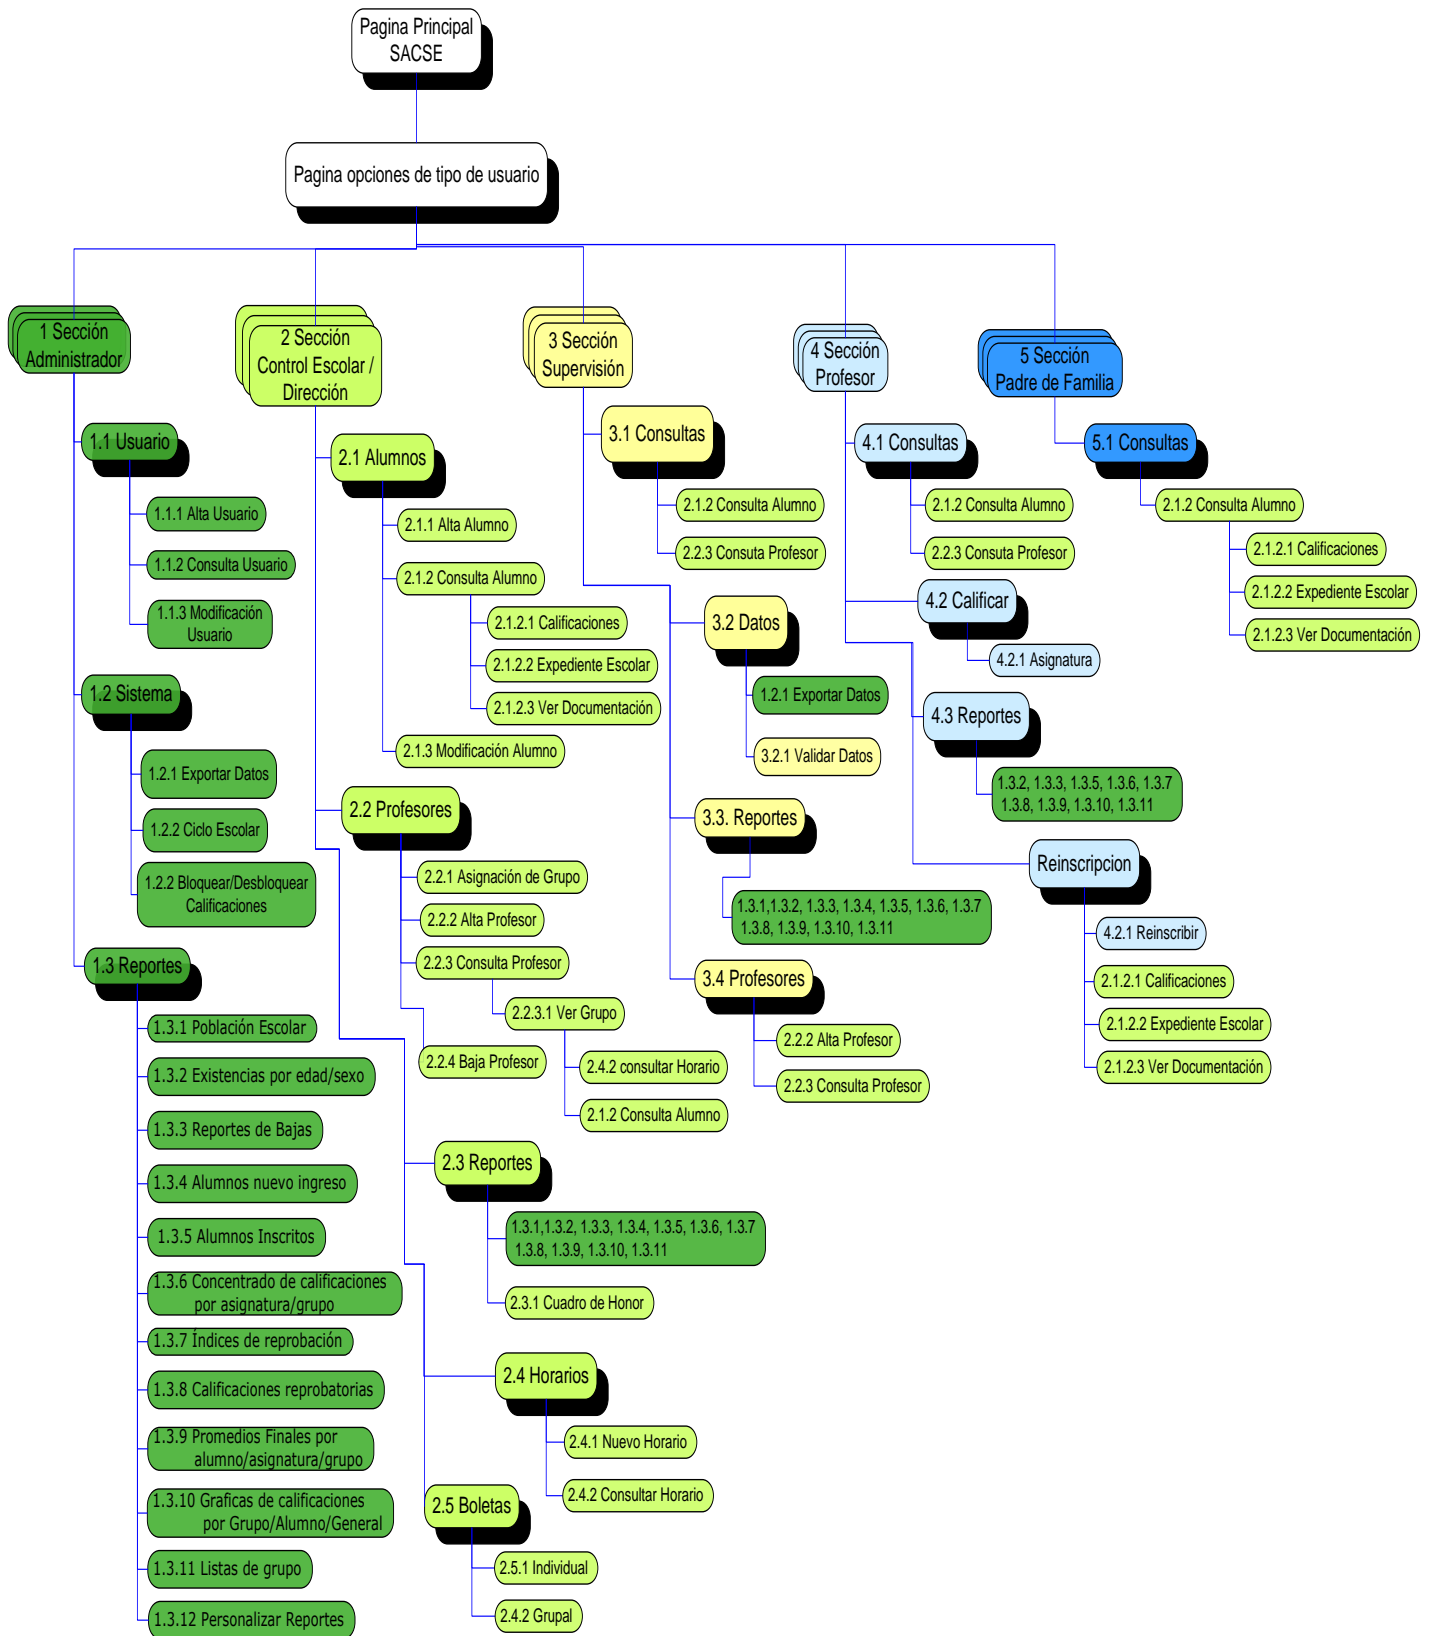 Pagina Principal
SACSE
Pagina opciones de tipo de usuario
1 Sección
Administrador
1.1 Usuario
1.1.1 Alta Usuario
1.1.2 Consulta Usuario
1.1.3 Modificación
Usuario
1.2 Sistema
1.2.1 Exportar Datos
1.2.2 Ciclo Escolar
1.2.2 Bloquear/Desbloquear
Calificaciones
1.3 Reportes
1.3.1 Población Escolar
1.3.2 Existencias por edad/sexo
1.3.3 Reportes de Bajas
1.3.4 Alumnos nuevo ingreso
1.3.5 Alumnos Inscritos
1.3.6 Concentrado de calificaciones
por asignatura/grupo
1.3.7 Índices de reprobación
1.3.8 Calificaciones reprobatorias
1.3.9 Promedios Finales por
alumno/asignatura/grupo
1.3.10 Graficas de calificaciones
por Grupo/Alumno/General
1.3.11 Listas de grupo
1.3.12 Personalizar Reportes
2 Sección
Control Escolar /
Dirección
2.1 Alumnos
2.1.1 Alta Alumno
2.1.2 Consulta Alumno
2.1.2.1 Calificaciones
2.1.2.2 Expediente Escolar
2.1.2.3 Ver Documentación
2.1.3 Modificación Alumno
2.2 Profesores
2.2.1 Asignación de Grupo
2.2.2 Alta Profesor
2.2.3 Consulta Profesor
2.2.3.1 Ver Grupo
2.4.2 consultar Horario
2.1.2 Consulta Alumno
2.2.4 Baja Profesor
2.3 Reportes
1.3.1,1.3.2, 1.3.3, 1.3.4, 1.3.5, 1.3.6, 1.3.7
1.3.8, 1.3.9, 1.3.10, 1.3.11
2.3.1 Cuadro de Honor
2.4 Horarios
2.4.1 Nuevo Horario
2.4.2 Consultar Horario
2.5 Boletas
2.5.1 Individual
2.4.2 Grupal
3 Sección
Supervisión
3.1 Consultas
2.1.2 Consulta Alumno
2.2.3 Consuta Profesor
3.2 Datos
1.2.1 Exportar Datos
3.2.1 Validar Datos
3.3. Reportes
1.3.1,1.3.2, 1.3.3, 1.3.4, 1.3.5, 1.3.6, 1.3.7
1.3.8, 1.3.9, 1.3.10, 1.3.11
3.4 Profesores
2.2.2 Alta Profesor
2.2.3 Consulta Profesor
4 Sección
Profesor
4.1 Consultas
2.1.2 Consulta Alumno
2.2.3 Consuta Profesor
4.2 Calificar
4.2.1 Asignatura
4.3 Reportes
1.3.2, 1.3.3, 1.3.5, 1.3.6, 1.3.7
1.3.8, 1.3.9, 1.3.10, 1.3.11
Reinscripcion
4.2.1 Reinscribir
2.1.2.1 Calificaciones
2.1.2.2 Expediente Escolar
2.1.2.3 Ver Documentación
5 Sección
Padre de Familia
5.1 Consultas
2.1.2 Consulta Alumno
2.1.2.1 Calificaciones
2.1.2.2 Expediente Escolar
2.1.2.3 Ver Documentación